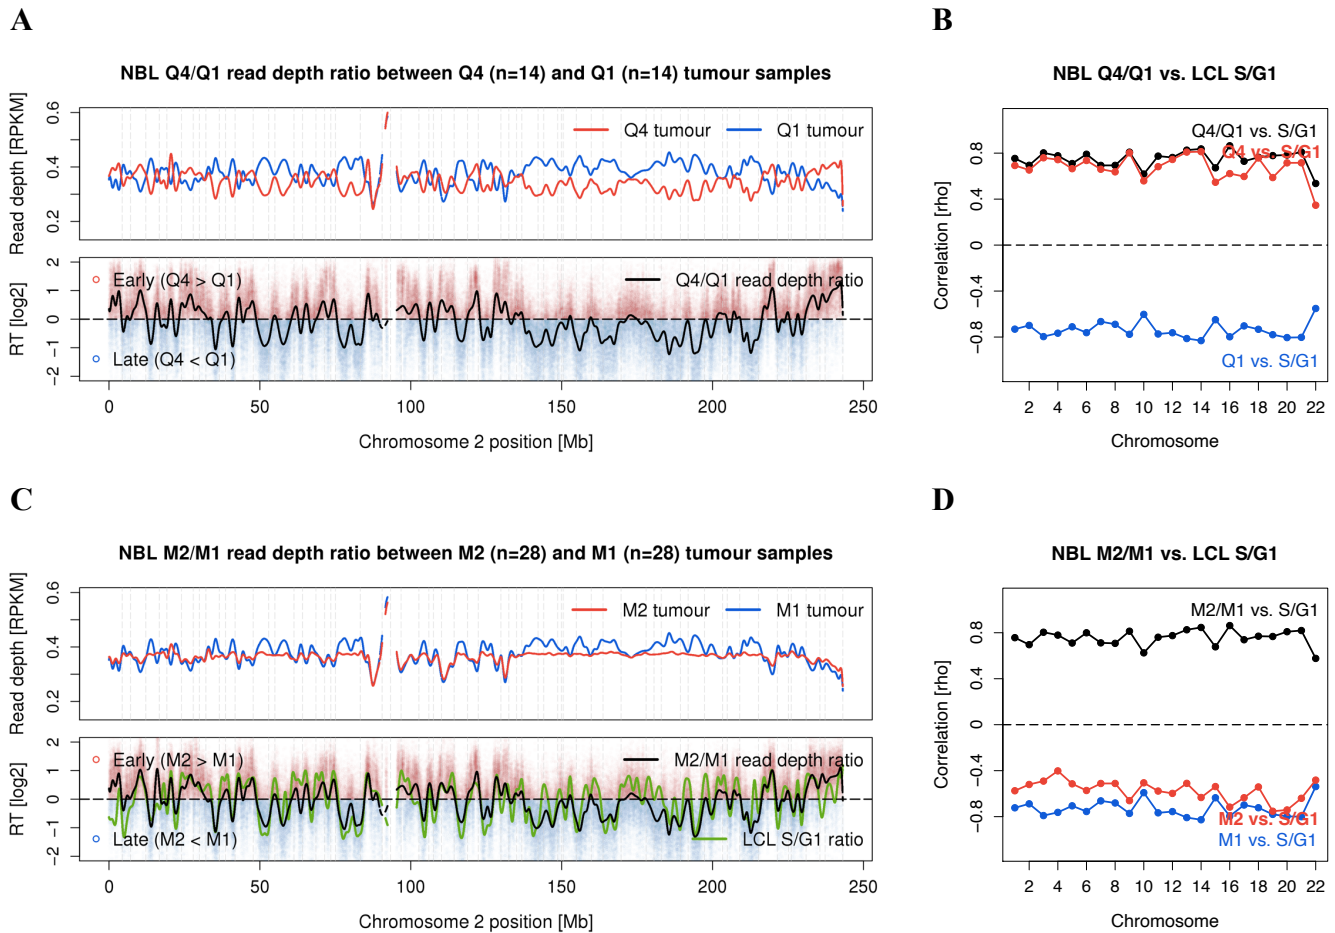 A
NBL Q4/Q1 read depth ratio between Q4 (n=14) and Q1 (n=14) tumour samples
Read depth [RPKM]
0.6
0.4
0.2
Q4 tumour
Q1 tumour
RT [log2]
2
1
0
−1
−2
Early (Q4 > Q1)
Q4/Q1 read depth ratio
Late (Q4 < Q1)
0 50 100 150 200 250
Chromosome 2 position [Mb]
B
NBL Q4/Q1 vs. LCL S/G1
Correlation [rho]
0.8
0.4
0
−0.4
−0.8
Q4/Q1 vs. S/G1
Q4 vs. S/G1
Q1 vs. S/G1
2 4 6 8 10 12 14 16 18 20 22
Chromosome
C
NBL M2/M1 read depth ratio between M2 (n=28) and M1 (n=28) tumour samples
Read depth [RPKM]
0.6
0.4
0.2
M2 tumour
M1 tumour
RT [log2]
2
1
0
−1
−2
Early (M2 > M1)
M2/M1 read depth ratio
Late (M2 < M1)
LCL S/G1 ratio
0 50 100 150 200 250
Chromosome 2 position [Mb]
D
NBL M2/M1 vs. LCL S/G1
Correlation [rho]
0.8
0.4
0
−0.4
−0.8
M2/M1 vs. S/G1
M2 vs. S/G1
M1 vs. S/G1
2 4 6 8 10 12 14 16 18 20 22
Chromosome